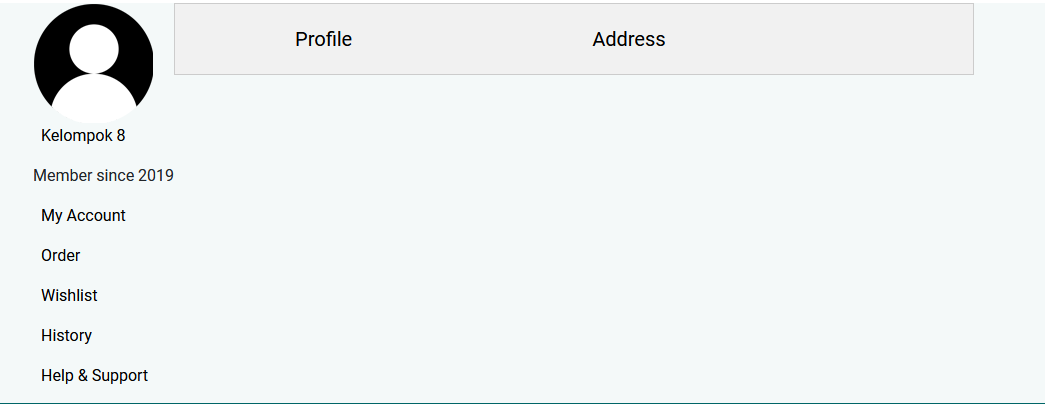 Profile
Address
Kelompok 8
Member since 2019
My Account
Order
Wishlist
History
Help & Support